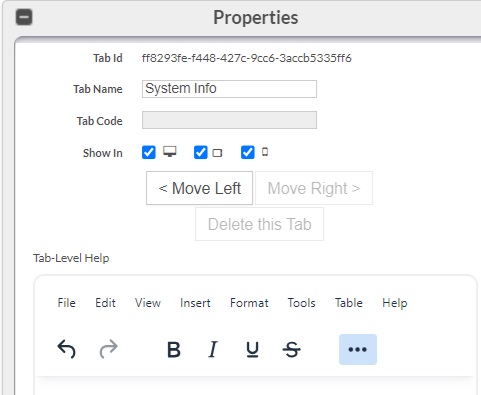 Properties
Tab Id ff8293fe-f448-427c-9cc6-3accb5335ff6
Tab Name System Info
Tab Code
Show In
< Move Left Move Right >
Delete this Tab
Tab-Level Help
File Edit View Insert Format Tools Table Help
B I U S